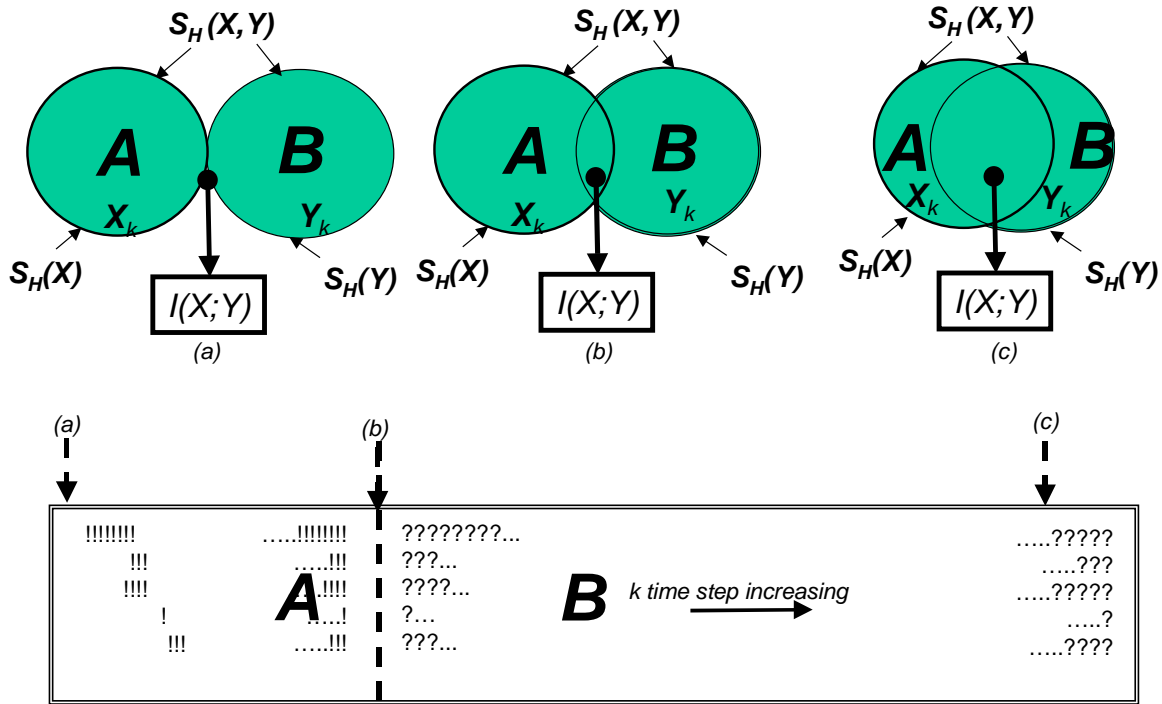 S_H(X,Y)
A B
X_k Y_k
S_H(X) S_H(Y)
I(X;Y)
(a)
S_H(X,Y)
A B
X_k Y_k
S_H(X) S_H(Y)
I(X;Y)
(b)
S_H(X,Y)
A B
X_k Y_k
S_H(X) S_H(Y)
I(X;Y)
(c)
(a) (b) (c)
!!!!!!!! …..!!!!!!!! ????????... …..?????
!!! …..!!! ???... …..???
!!!! …..!!!! ????... …..?????
A B k time step increasing
! …..! ?… …..?
!!! …..!!! ???... …..????